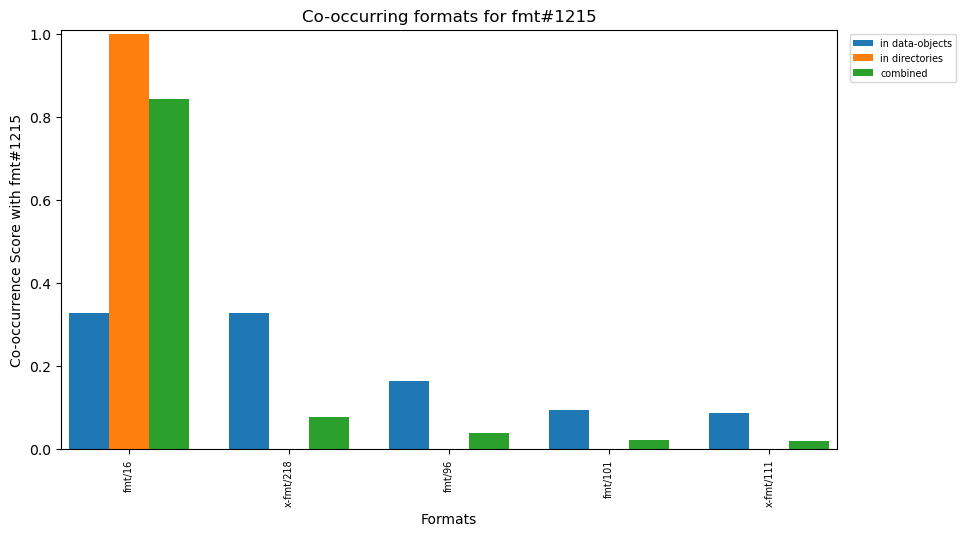 Co-occurring formats for fmt#1215
Co-occurrence Score with fmt#1215
1.0
0.8
0.6
0.4
0.2
0.0
fmt/16
x-fmt/218
fmt/96
fmt/101
x-fmt/111
Formats
in data-objects
in directories
combined